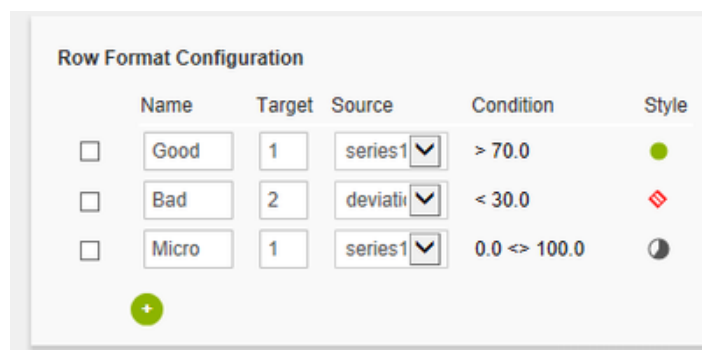 Row Format Configuration
Name Target Source Condition Style
Good 1 series1 > 70.0
Bad 2 deviati < 30.0
Micro 1 series1 0.0 <> 100.0
+